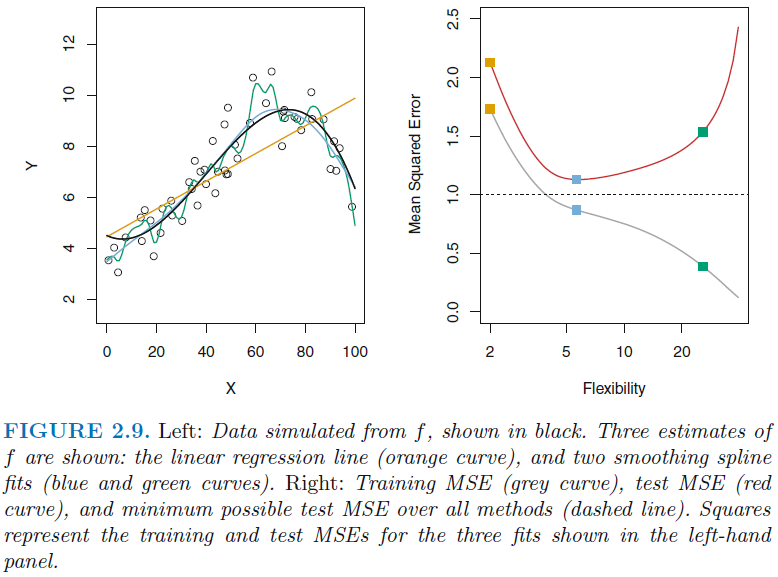 12
10
8
6
4
2
Y
0 20 40 60 80 100
X
2.5
2.0
1.5
1.0
0.5
0.0
Mean Squared Error
2 5 10 20
Flexibility
FIGURE 2.9. Left: Data simulated from f, shown in black. Three estimates of
f are shown: the linear regression line (orange curve), and two smoothing spline
fits (blue and green curves). Right: Training MSE (grey curve), test MSE (red
curve), and minimum possible test MSE over all methods (dashed line). Squares
represent the training and test MSEs for the three fits shown in the left-hand
panel.